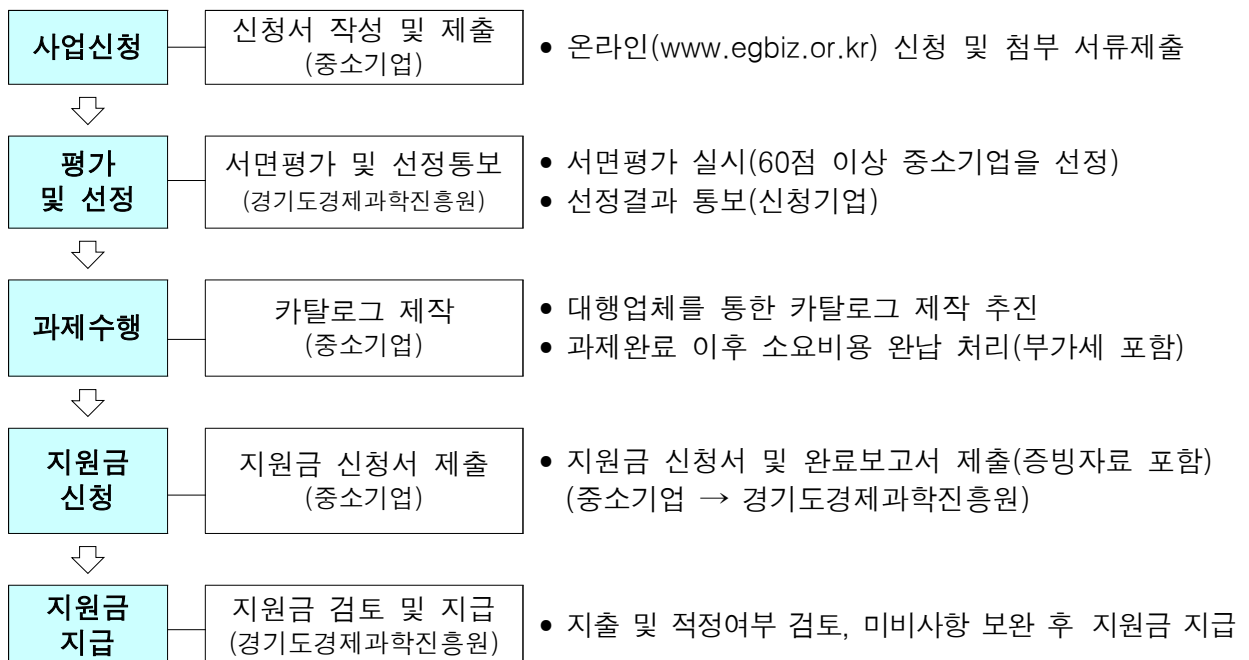 사업신청
신청서 작성 및 제출
(중소기업)
● 온라인(www.egbiz.or.kr) 신청 및 첨부 서류제출
평가
및 선정
서면평가 및 선정통보
(경기도경제과학진흥원)
● 서면평가 실시(60점 이상 중소기업을 선정)
● 선정결과 통보(신청기업)
과제수행
카탈로그 제작
(중소기업)
● 대행업체를 통한 카탈로그 제작 추진
● 과제완료 이후 소요비용 완납 처리(부가세 포함)
지원금
신청
지원금 신청서 제출
(중소기업)
● 지원금 신청서 및 완료보고서 제출(증빙자료 포함)
(중소기업 → 경기도경제과학진흥원)
지원금
지급
지원금 검토 및 지급
(경기도경제과학진흥원)
● 지출 및 적정여부 검토, 미비사항 보완 후 지원금 지급